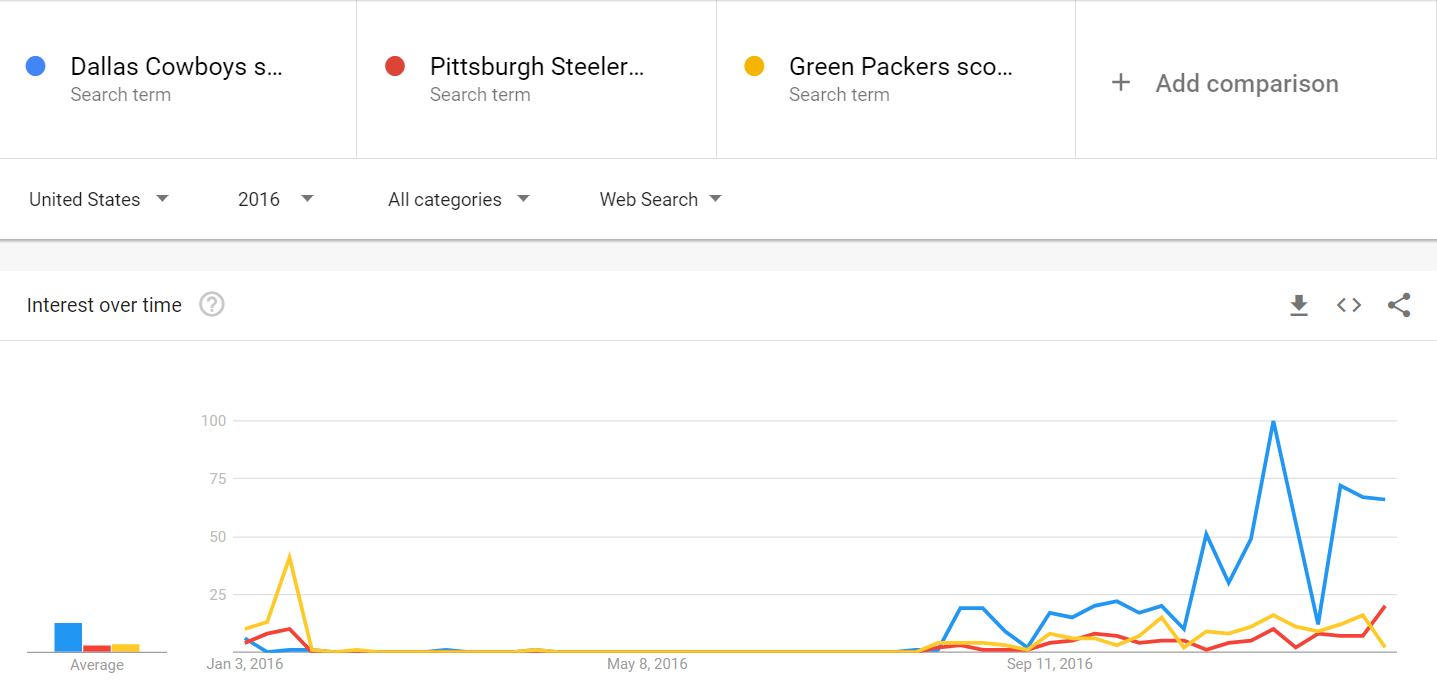 Dallas Cowboys s...
Search term
Pittsburgh Steeler...
Search term
Green Packers sco...
Search term
+ Add comparison
United States
2016
All categories
Web Search
Interest over time ?
100
75
50
25
Average
Jan 3, 2016
May 8, 2016
Sep 11, 2016